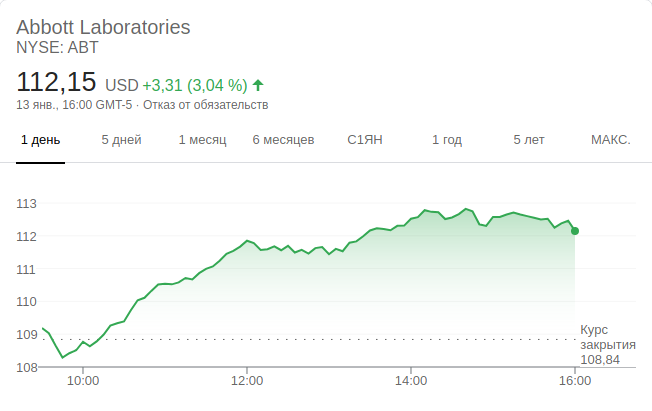 Abbott Laboratories
NYSE: ABT
112,15 USD +3,31 (3,04 %)
13 янв., 16:00 GMT-5 · Отказ от обязательств
1 день 5 дней 1 месяц 6 месяцев С1ЯН 1 год 5 лет МАКС.
113
112
111
110
109
108
Курс
закрытия
108,84
10:00 12:00 14:00 16:00